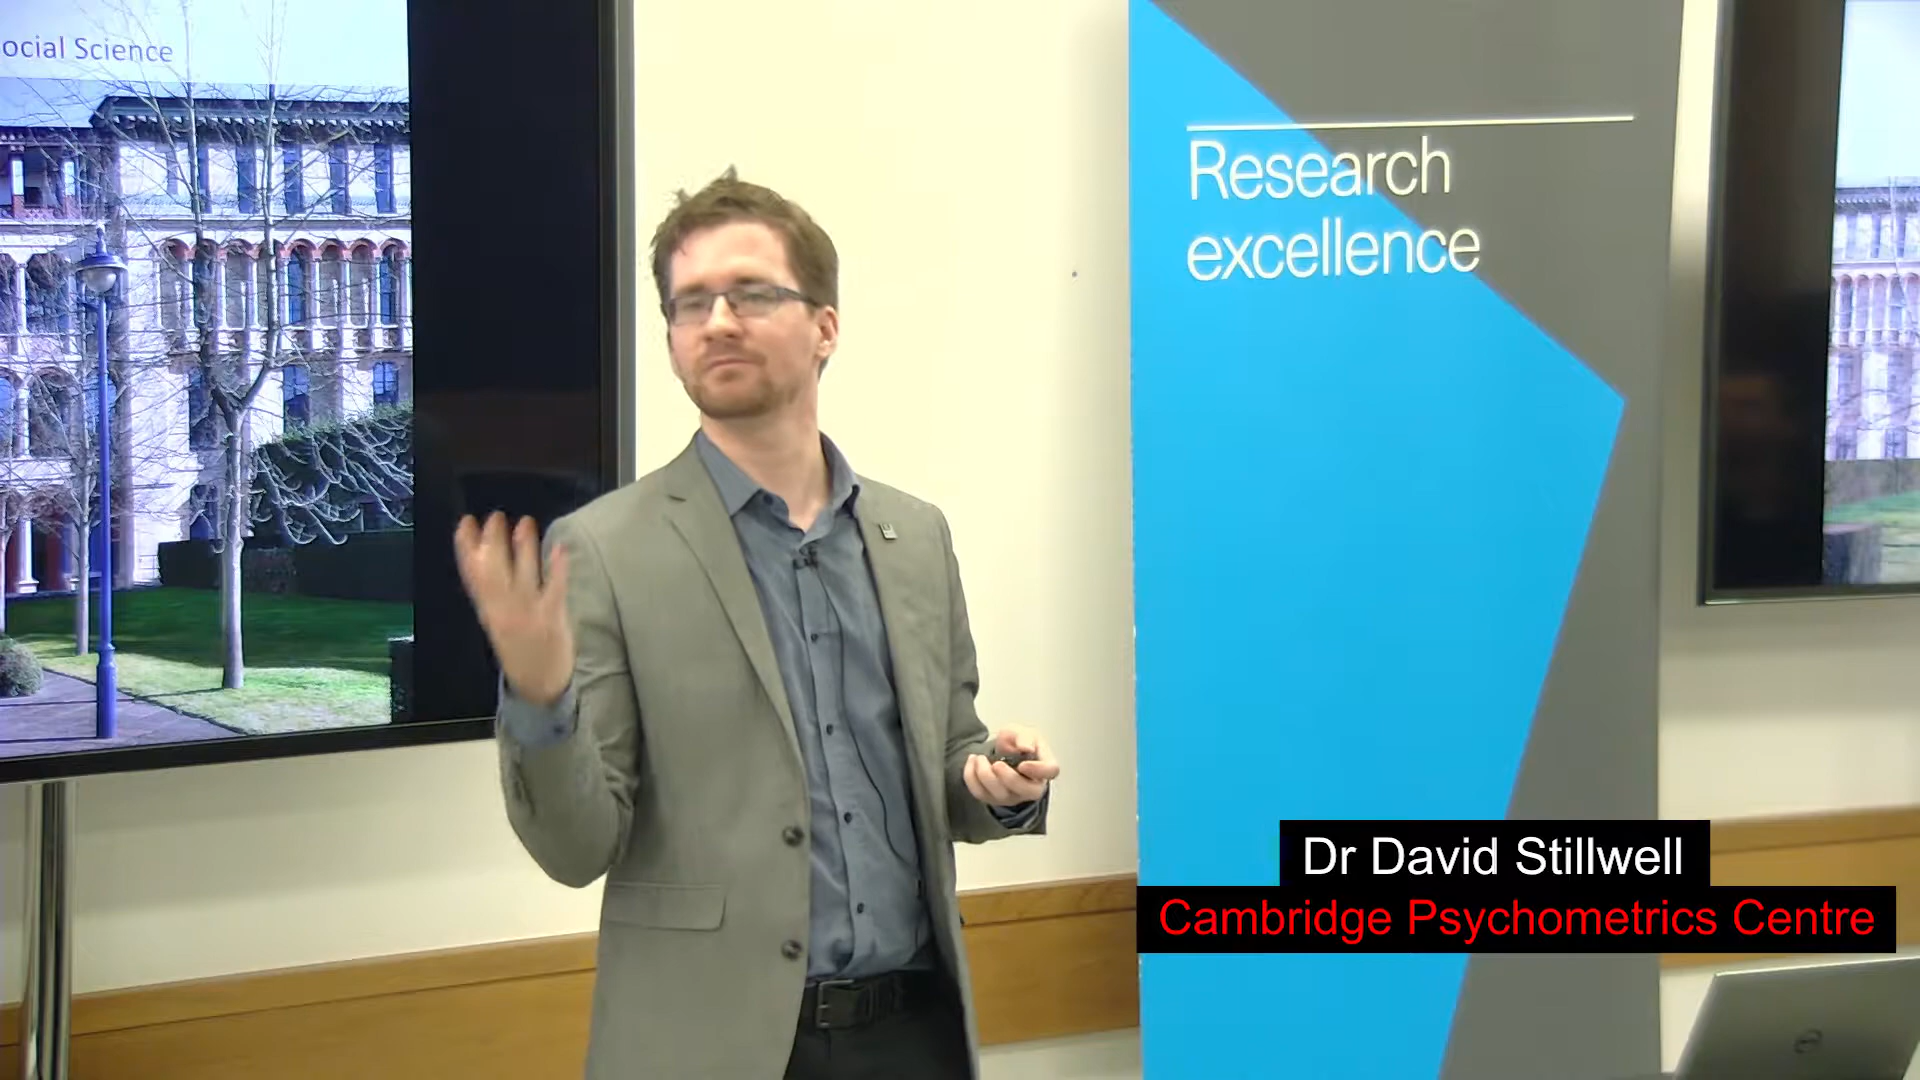 ocial Science
Research
excellence
Dr David Stillwell
Cambridge Psychometrics Centre